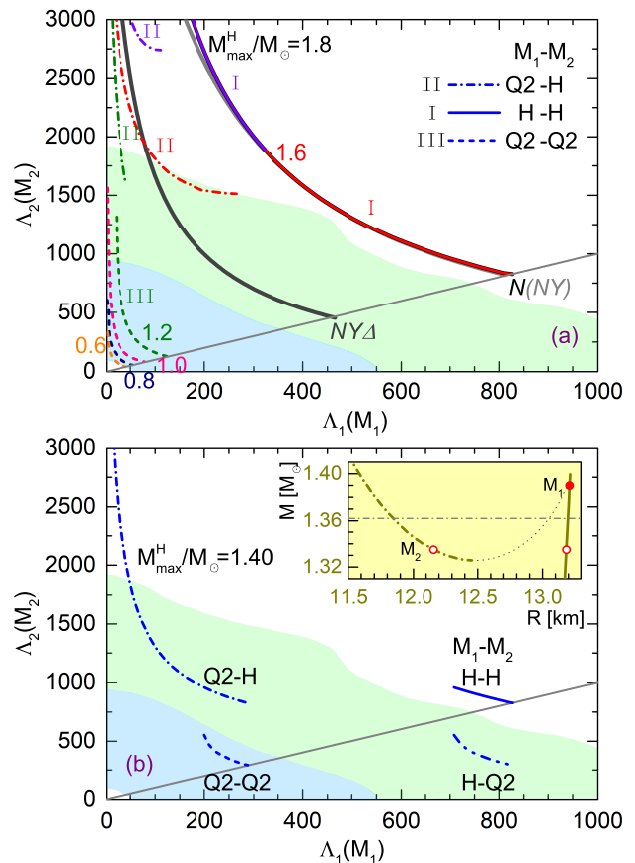 3000
2500
2000
1500
1000
500
0
Λ₂(M₂)
M^H_max/M_⊙=1.8
M₁-M₂
II Q2 -H
I H -H
III Q2 -Q2
II
I
1.6
II
II
I
III
1.2
1.0
0.8
0.6
NYΔ
N(NY)
(a)
0 200 400 600 800 1000
Λ₁(M₁)
3000
2500
2000
1500
1000
500
0
Λ₂(M₂)
M^H_max/M_⊙=1.40
M [M_⊙]
1.40
1.36
1.32
M₁
M₂
11.5 12.0 12.5 13.0
R [km]
M₁-M₂
H-H
Q2-H
Q2-Q2
H-Q2
(b)
0 200 400 600 800 1000
Λ₁(M₁)